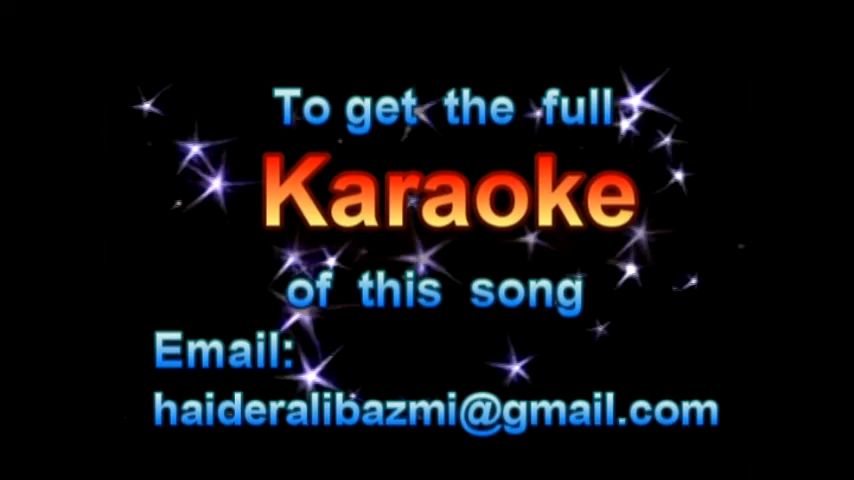 To get the full
Karaoke
of this song
Email:
haideralibazmi@gmail.com